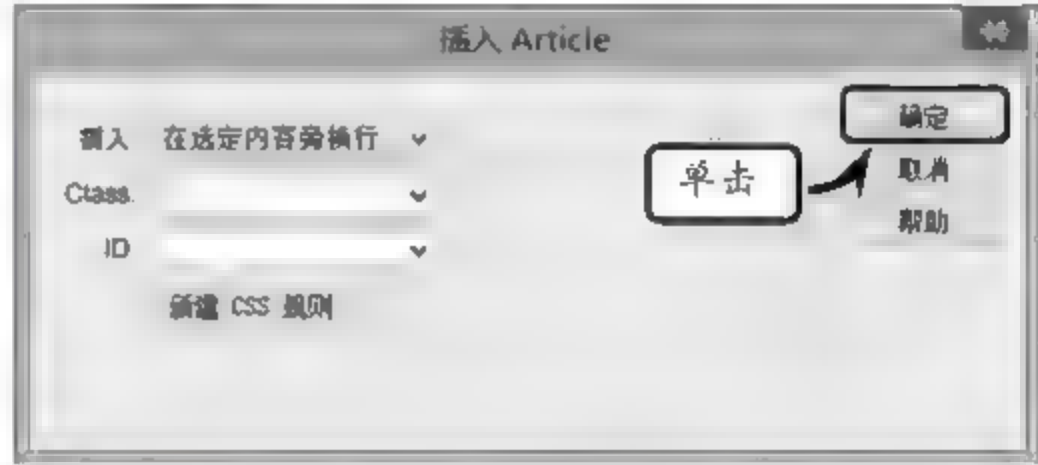 插入 Article
插入 在选定内容旁换行
Class:
ID
新建 CSS 规则
单击
确定
取消
帮助